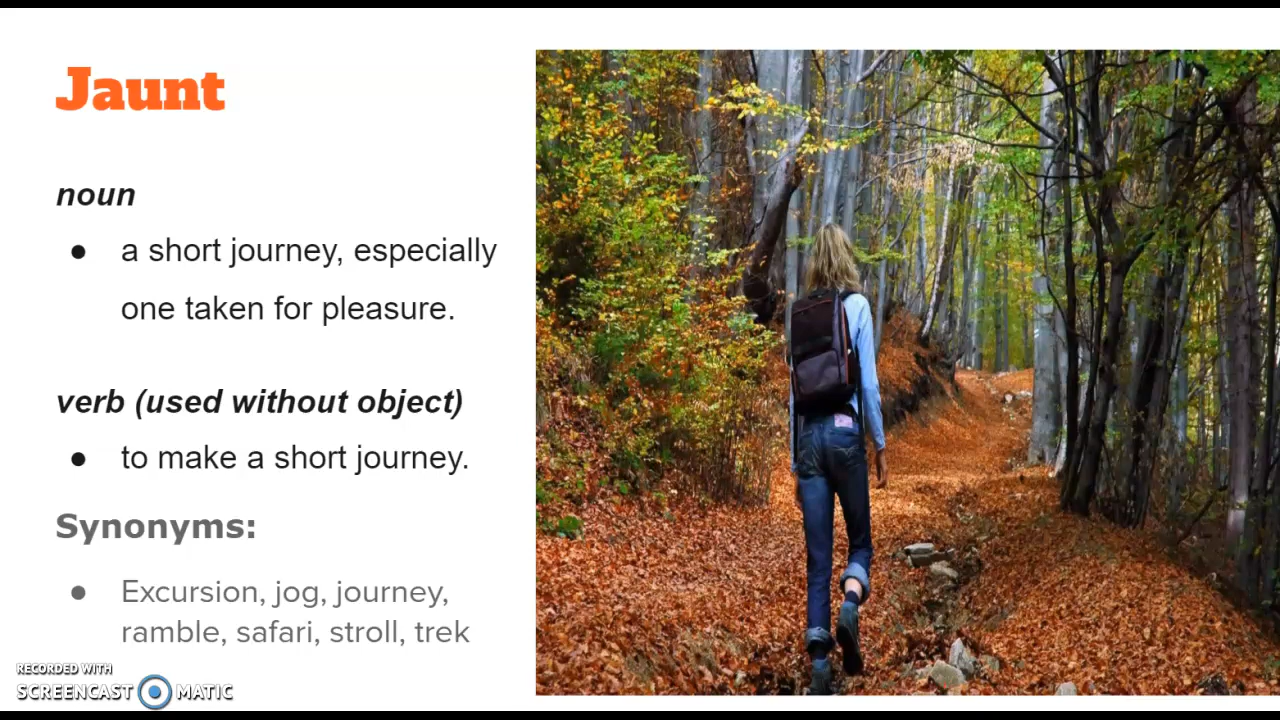 Jaunt
noun
● a short journey, especially
one taken for pleasure.
verb (used without object)
● to make a short journey.
Synonyms:
● Excursion, jog, journey,
ramble, safari, stroll, trek
RECORDED WITH
SCREENCAST MATIC